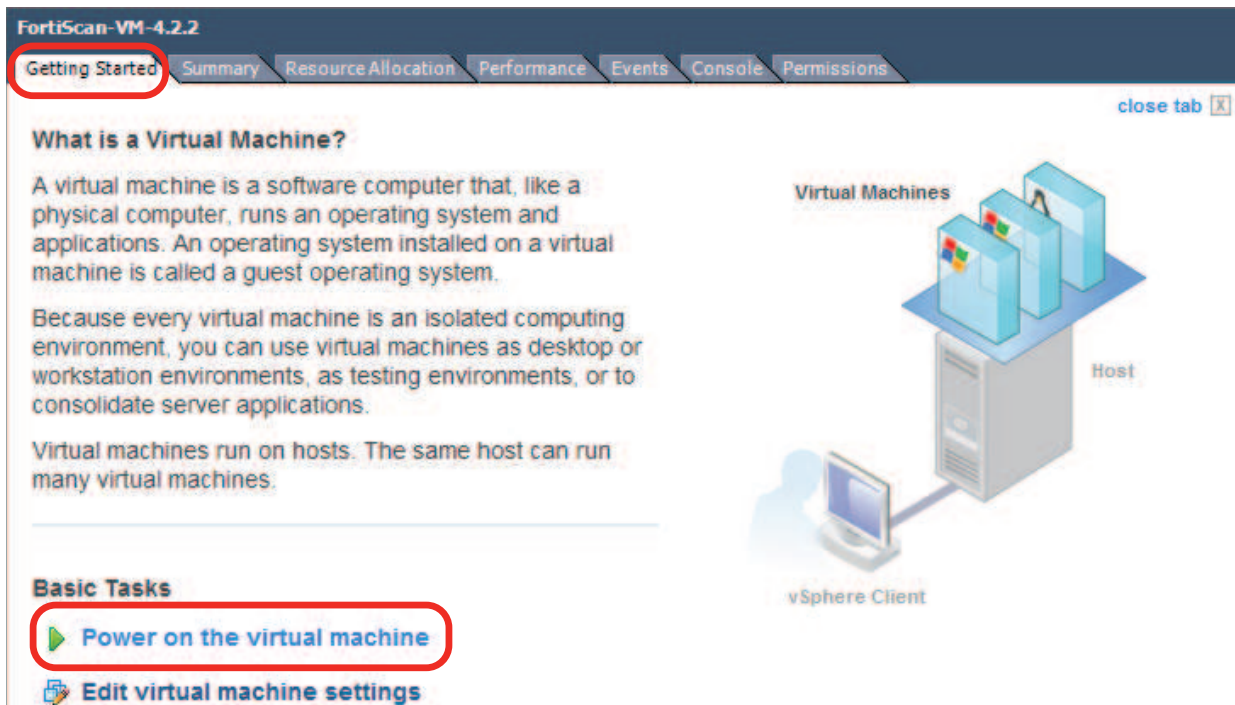 FortiScan-VM-4.2.2
Getting Started Summary Resource Allocation Performance Events Console Permissions
close tab X
What is a Virtual Machine?
A virtual machine is a software computer that, like a
physical computer, runs an operating system and
applications. An operating system installed on a virtual
machine is called a guest operating system.
Because every virtual machine is an isolated computing
environment, you can use virtual machines as desktop or
workstation environments, as testing environments, or to
consolidate server applications.
Virtual machines run on hosts. The same host can run
many virtual machines.
Virtual Machines
Host
vSphere Client
Basic Tasks
Power on the virtual machine
Edit virtual machine settings